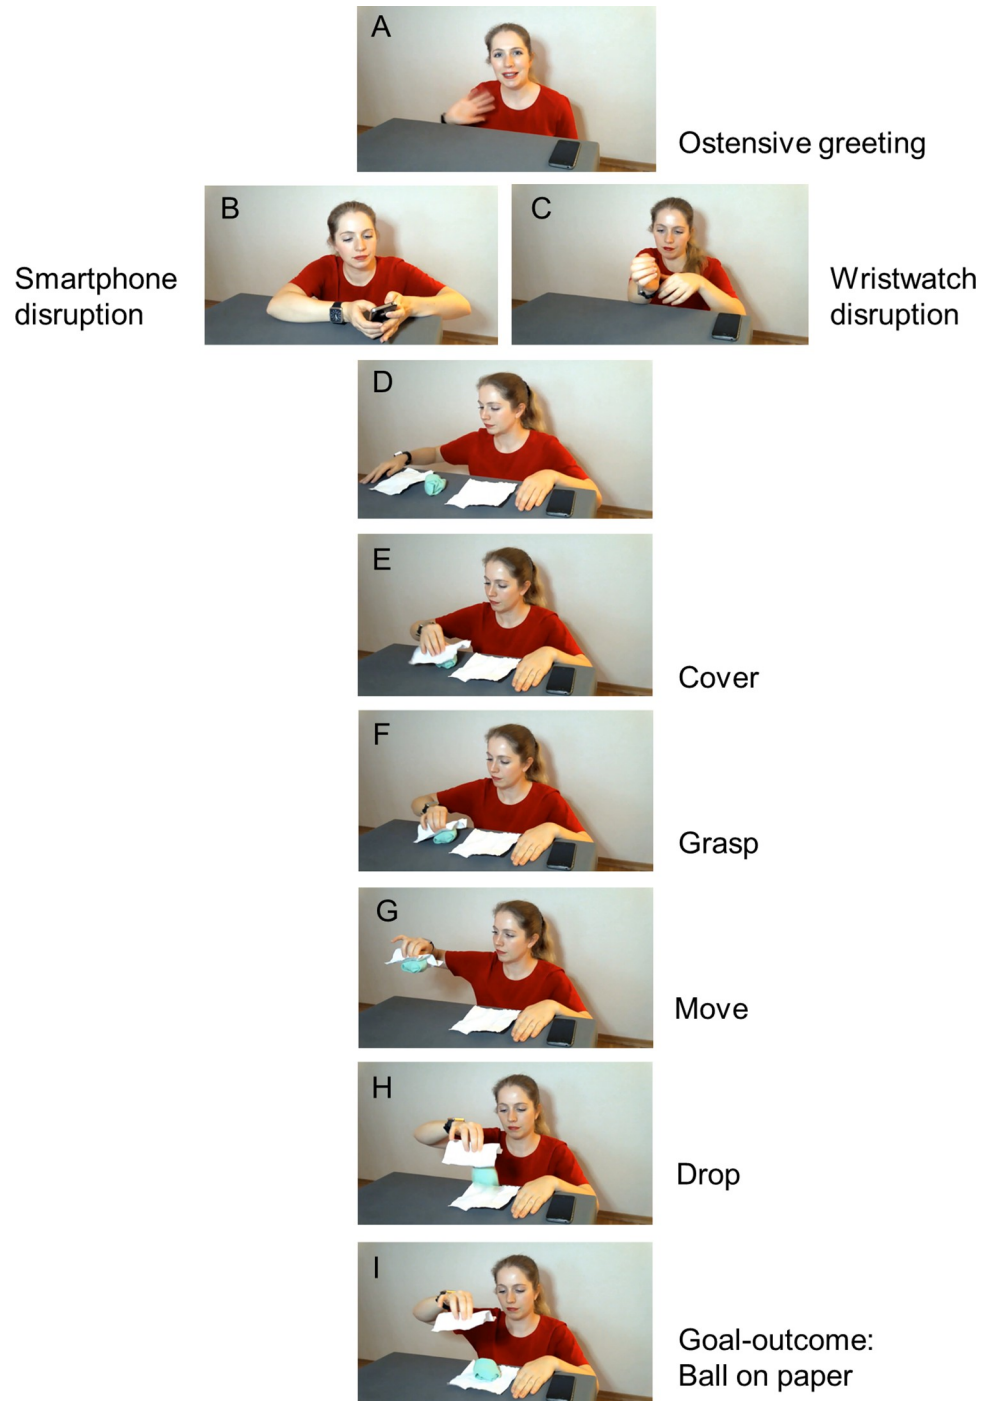 A
Ostensive greeting
B
C
Smartphone
disruption
Wristwatch
disruption
D
E
Cover
F
Grasp
G
Move
H
Drop
I
Goal-outcome:
Ball on paper